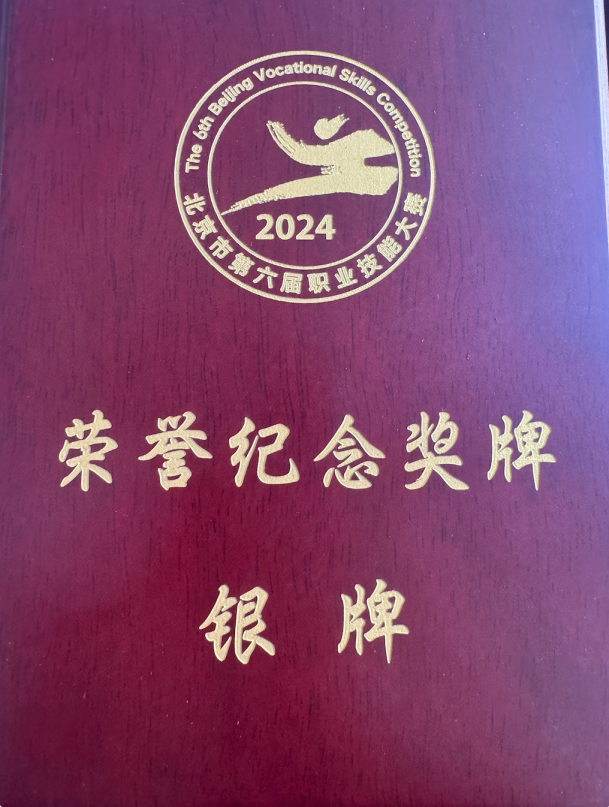 The 6th Beijing Vocational Skills Competition
2024
北京市第六届职业技能大赛
荣誉纪念奖牌
银牌